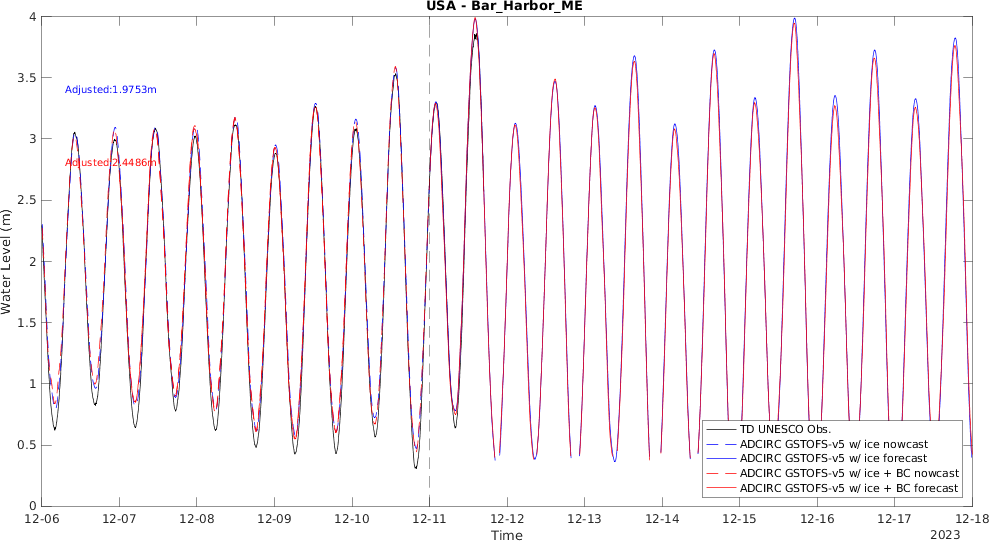 USA - Bar_Harbor_ME
4
3.5
3
2.5
2
1.5
1
0.5
0
Water Level (m)
Adjusted:1.9753m
Adjusted:2.4486m
TD UNESCO Obs.
ADCIRC GSTOFS-v5 w/ ice nowcast
ADCIRC GSTOFS-v5 w/ ice forecast
ADCIRC GSTOFS-v5 w/ ice + BC nowcast
ADCIRC GSTOFS-v5 w/ ice + BC forecast
12-06 12-07 12-08 12-09 12-10 12-11 12-12 12-13 12-14 12-15 12-16 12-17 12-18
Time
2023